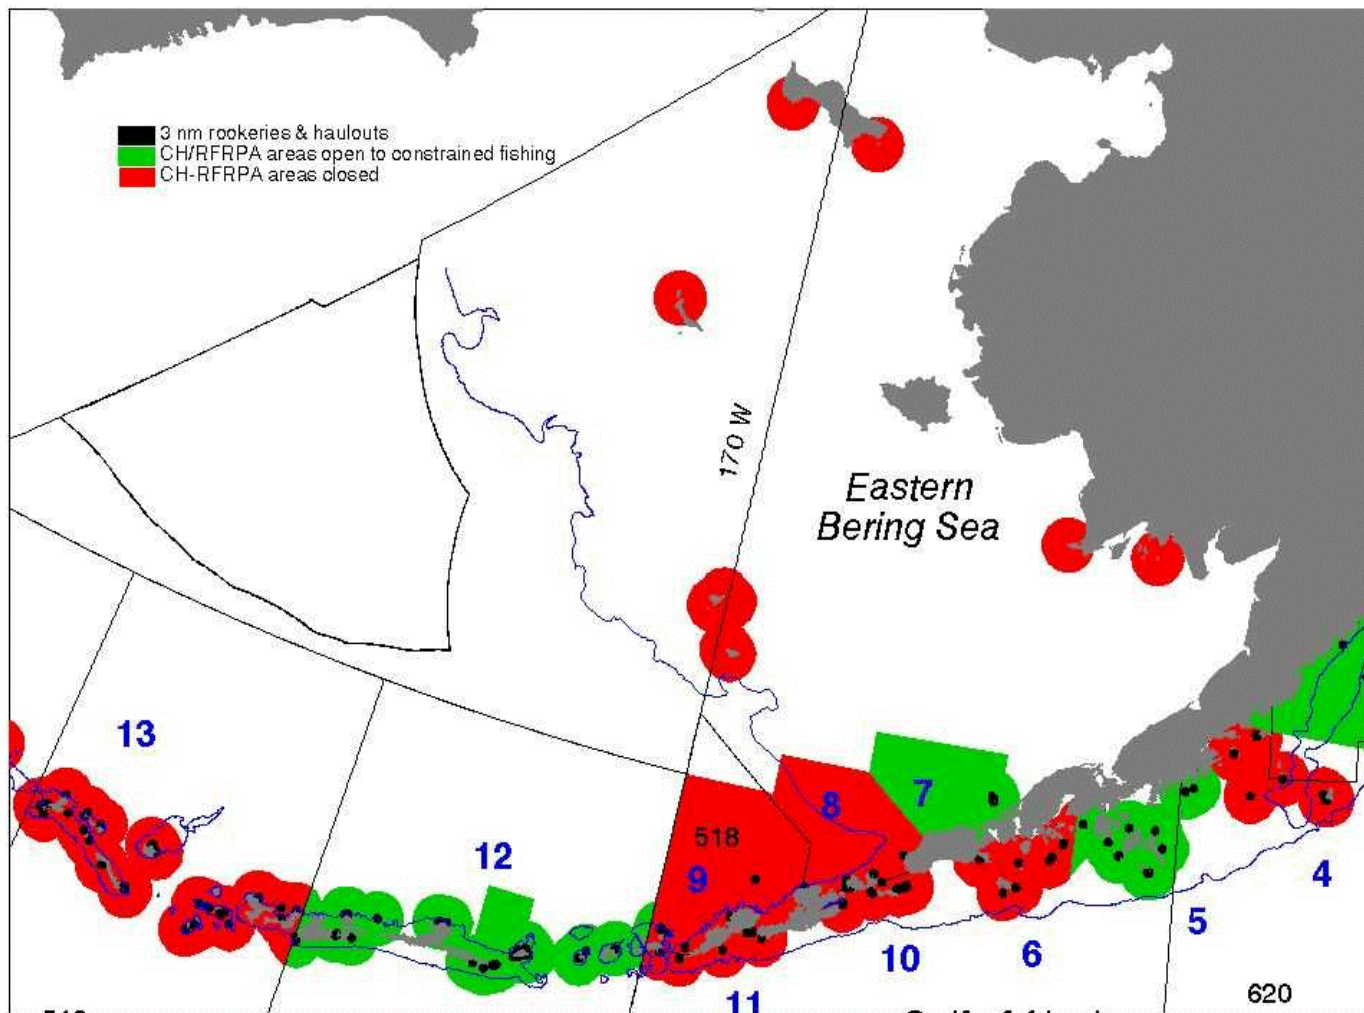 3 nm rookeries & haulouts
CH/RFRPA areas open to constrained fishing
CH-RFRPA areas closed
170 W
Eastern
Bering Sea
13
7
8
518
12
9
4
5
10
6
620
11